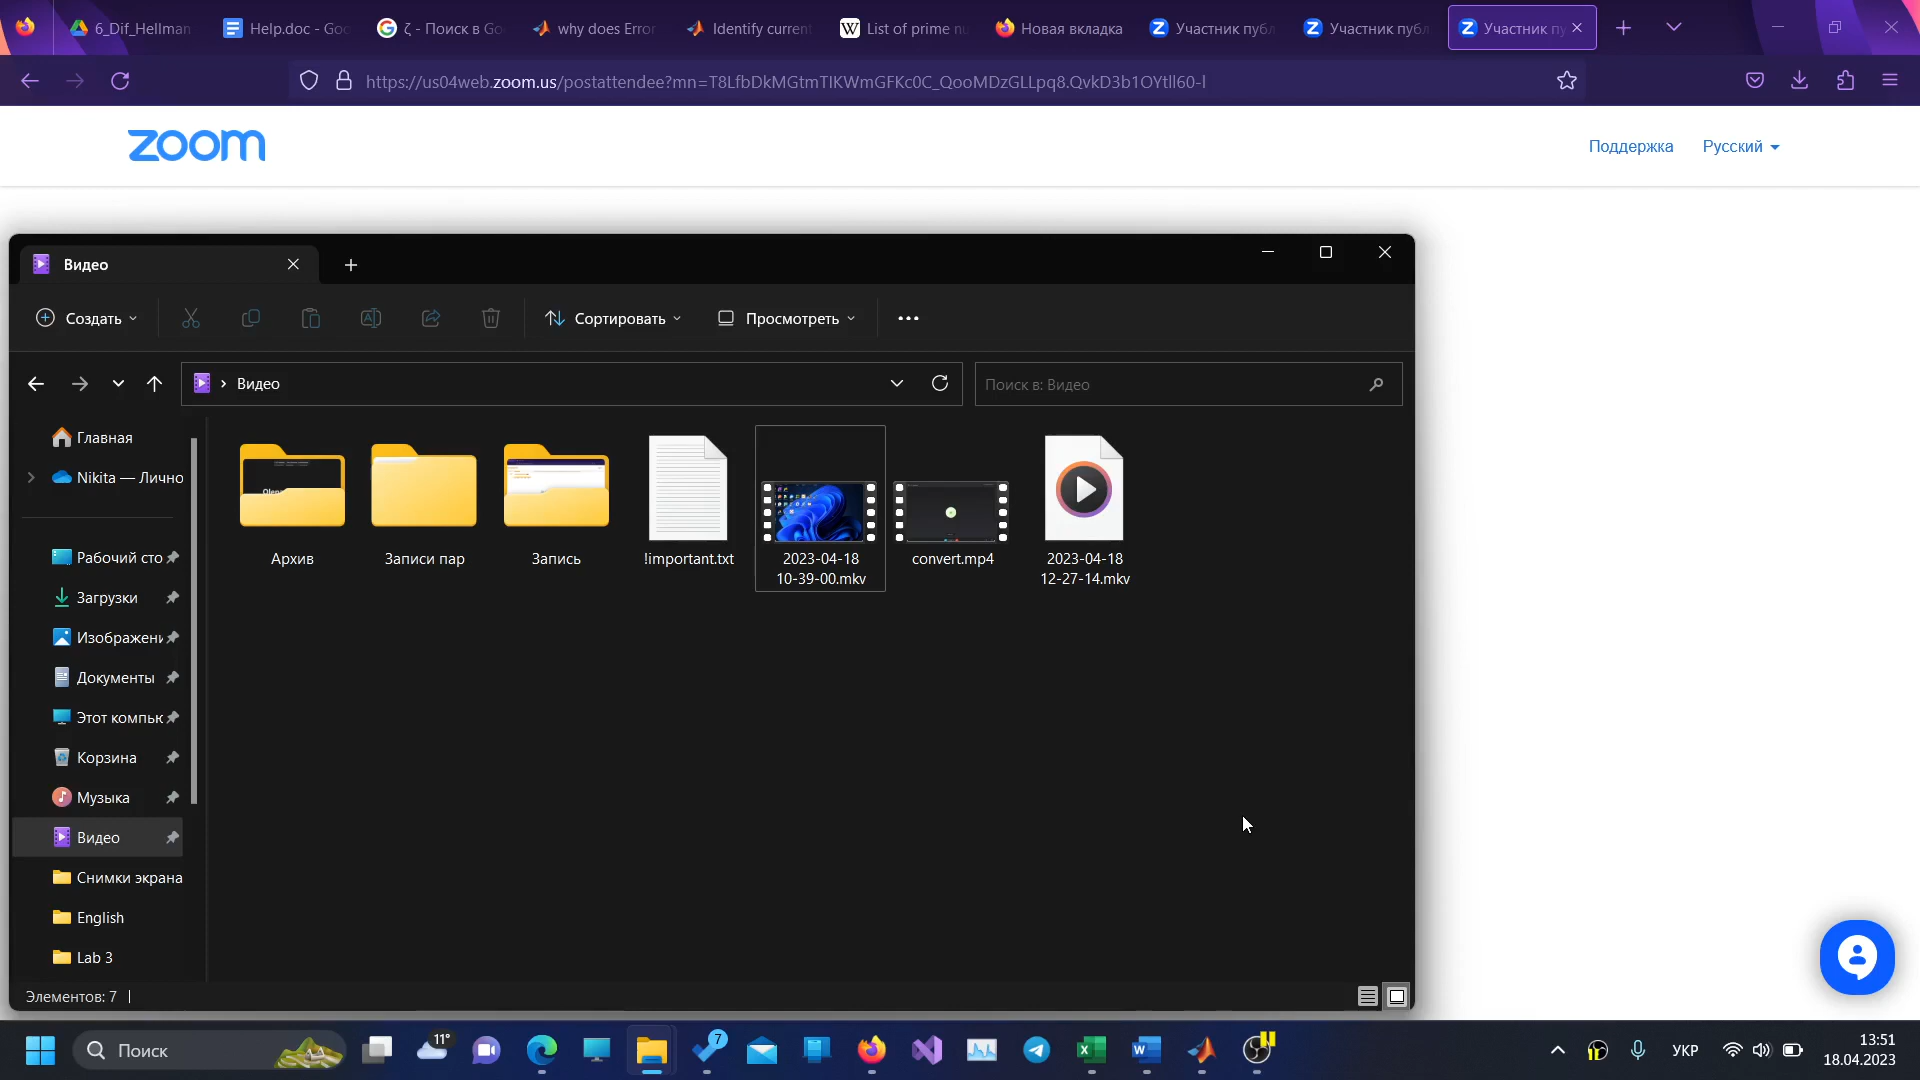 6_Dif_Hellman
Help.doc - Goo
ζ - Поиск в Go
why does Error
Identify current
List of prime nu
Новая вкладка
Участник публ
Участник публ
Участник пу
https://us04web.zoom.us/postattendee?mn=T8LfbDkMGtmTIKWmGFKc0C_QooMDzGLLpq8.QvkD3b1OYtll60-l
zoom
Поддержка
Русский
Видео
Создать
Сортировать
Просмотреть
Видео
Поиск в: Видео
Главная
Nikita — Лично
Рабочий сто
Загрузки
Изображени
Документы
Этот компьк
Корзина
Музыка
Видео
Снимки экрана
English
Lab 3
Архив
Записи пар
Запись
!important.txt
2023-04-18
10-39-00.mkv
convert.mp4
2023-04-18
12-27-14.mkv
Элементов: 7
Поиск
11°
7
УКР
13:51
18.04.2023